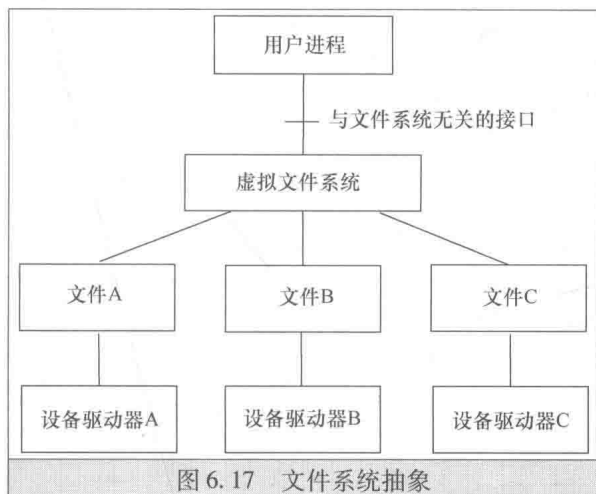 用户进程
与文件系统无关的接口
虚拟文件系统
文件A
文件B
文件C
设备驱动器A
设备驱动器B
设备驱动器C
图 6.17 文件系统抽象